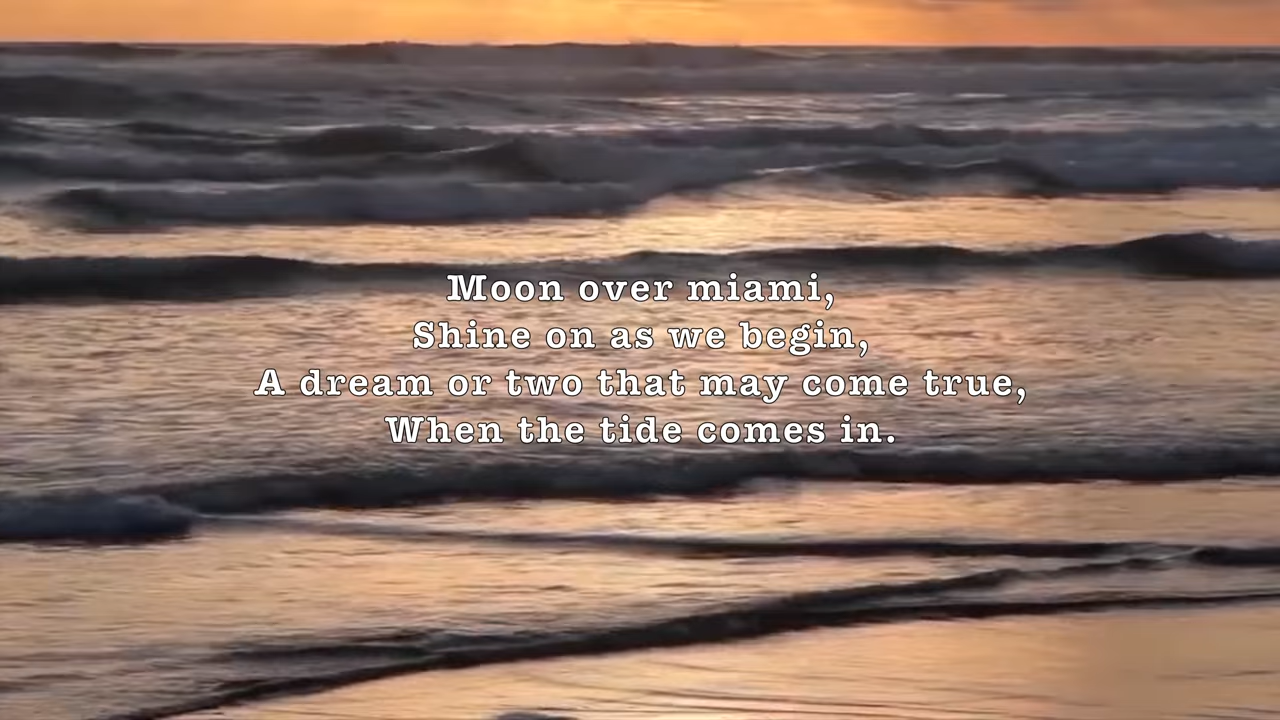 Moon over miami,
Shine on as we begin,
A dream or two that may come true,
When the tide comes in.